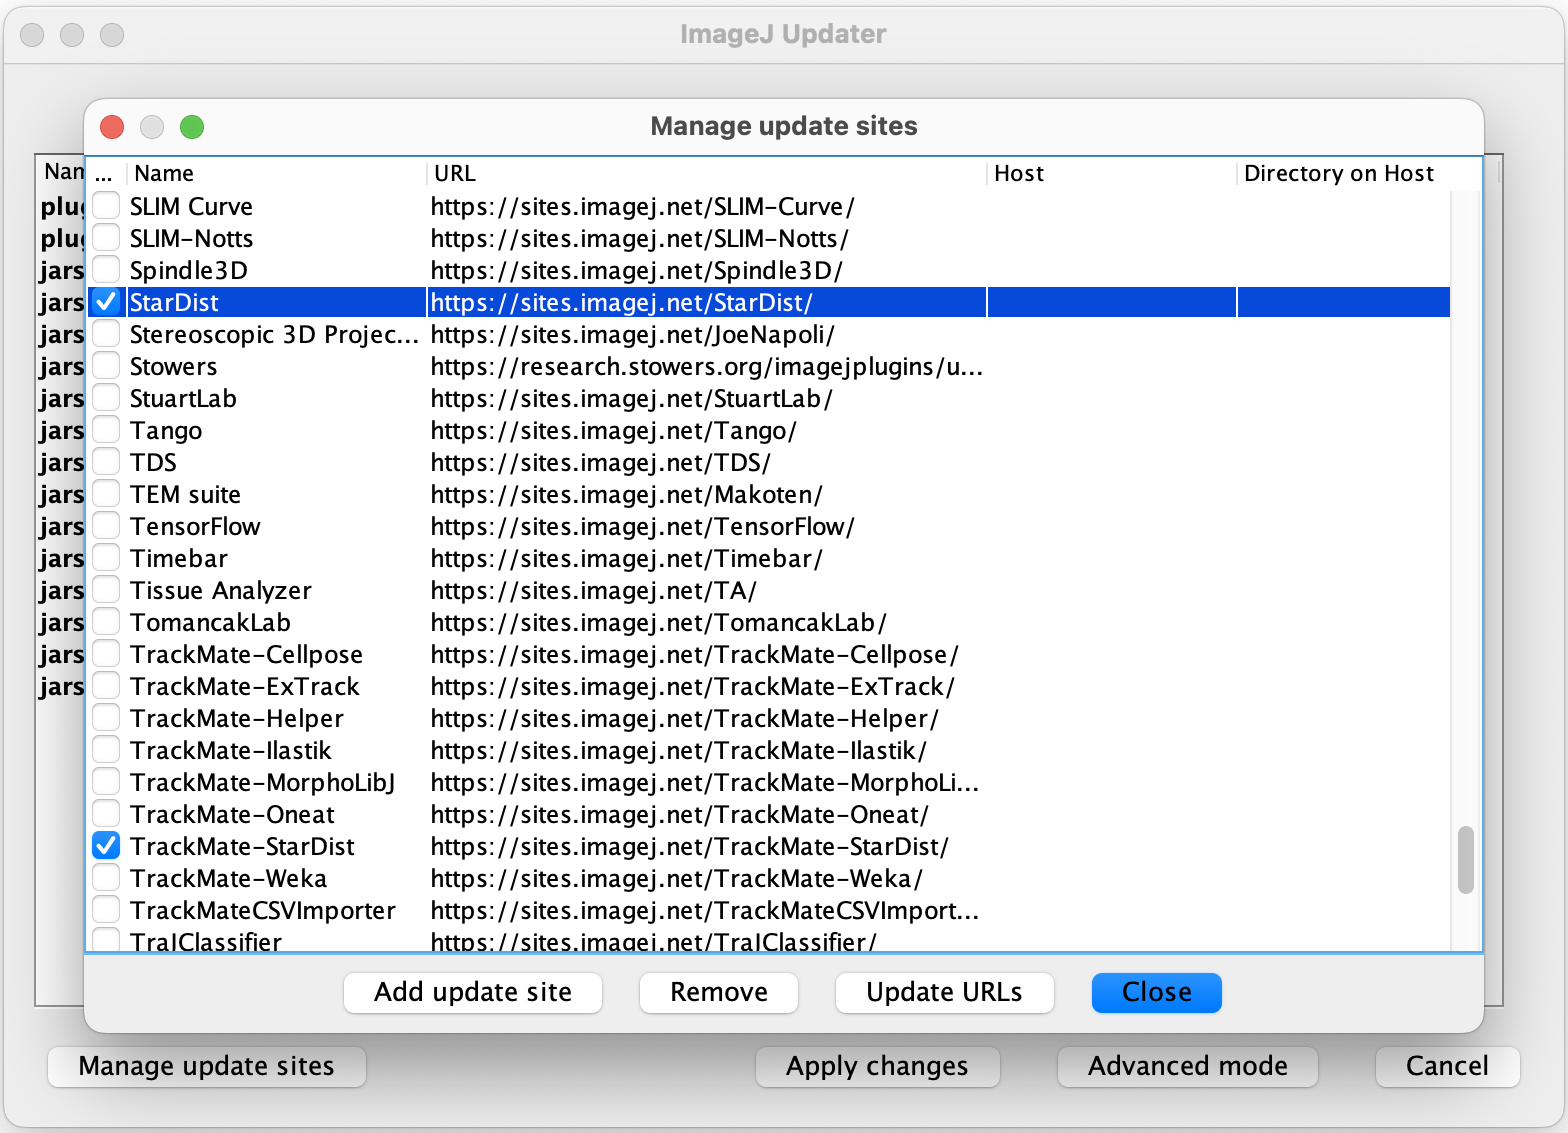 ImageJ Updater
Manage update sites
... Name URL Host Directory on Host
SLIM Curve https://sites.imagej.net/SLIM-Curve/
SLIM-Notts https://sites.imagej.net/SLIM-Notts/
jars Spindle3D https://sites.imagej.net/Spindle3D/
jars StarDist https://sites.imagej.net/StarDist/
jars Stereoscopic 3D Projec... https://sites.imagej.net/JoeNapoli/
jars Stowers https://research.stowers.org/imagejplugins/u...
jars StuartLab https://sites.imagej.net/StuartLab/
jars Tango https://sites.imagej.net/Tango/
jars TDS https://sites.imagej.net/TDS/
jars TEM suite https://sites.imagej.net/Makoten/
jars TensorFlow https://sites.imagej.net/TensorFlow/
jars Timebar https://sites.imagej.net/Timebar/
jars Tissue Analyzer https://sites.imagej.net/TA/
jars TomancakLab https://sites.imagej.net/TomancakLab/
jars TrackMate-Cellpose https://sites.imagej.net/TrackMate-Cellpose/
jars TrackMate-ExTrack https://sites.imagej.net/TrackMate-ExTrack/
TrackMate-Helper https://sites.imagej.net/TrackMate-Helper/
TrackMate-Ilastik https://sites.imagej.net/TrackMate-Ilastik/
TrackMate-MorphoLibJ https://sites.imagej.net/TrackMate-MorphoLi...
TrackMate-Oneat https://sites.imagej.net/TrackMate-Oneat/
TrackMate-StarDist https://sites.imagej.net/TrackMate-StarDist/
TrackMate-Weka https://sites.imagej.net/TrackMate-Weka/
TrackMateCSVImporter https://sites.imagej.net/TrackMateCSVImport...
TraJClassifier https://sites.imagej.net/TraJClassifier/
Add update site Remove Update URLs Close
Manage update sites Apply changes Advanced mode Cancel